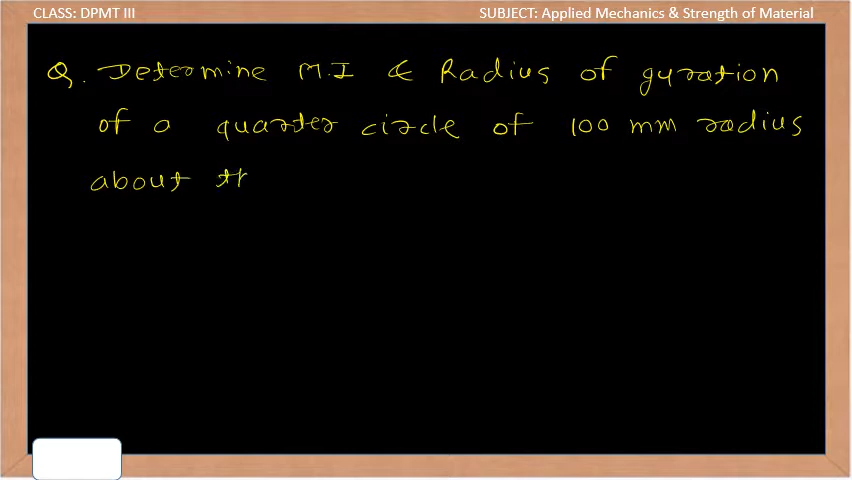 CLASS: DPMT III
SUBJECT: Applied Mechanics & Strength of Material
Q. Determine M.I & Radius of gyration
of a quarter circle of 100 mm radius
about th